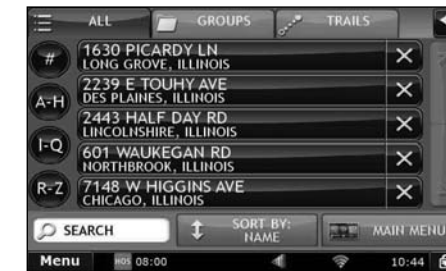 ALL
GROUPS
TRAILS
#
1630 PICARDY LN
LONG GROVE, ILLINOIS
A-H
2239 E TOUHY AVE
DES PLAINES, ILLINOIS
2443 HALF DAY RD
LINCOLNSHIRE, ILLINOIS
I-Q
601 WAUKEGAN RD
NORTHBROOK, ILLINOIS
R-Z
7148 W HIGGINS AVE
CHICAGO, ILLINOIS
SEARCH
SORT BY:
NAME
MAIN MENU
Menu
HOS 08:00
10:44